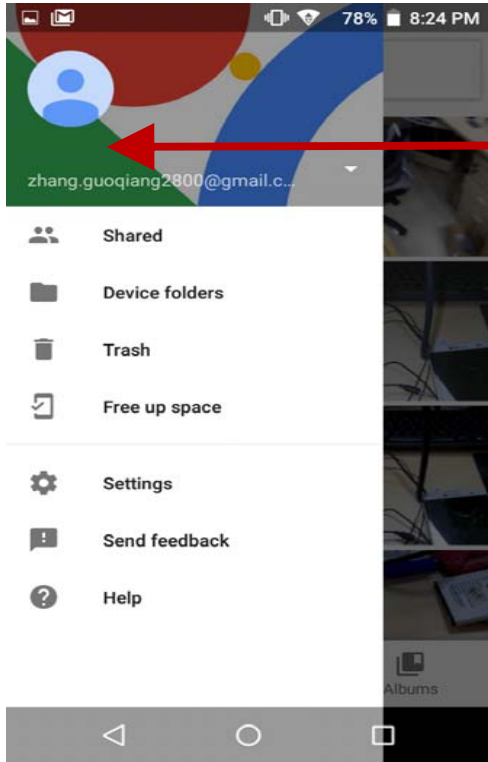 78% 8:24 PM
zhang.guoqiang2800@gmail.c...
Shared
Device folders
Trash
Free up space
Settings
Send feedback
Help
Albums